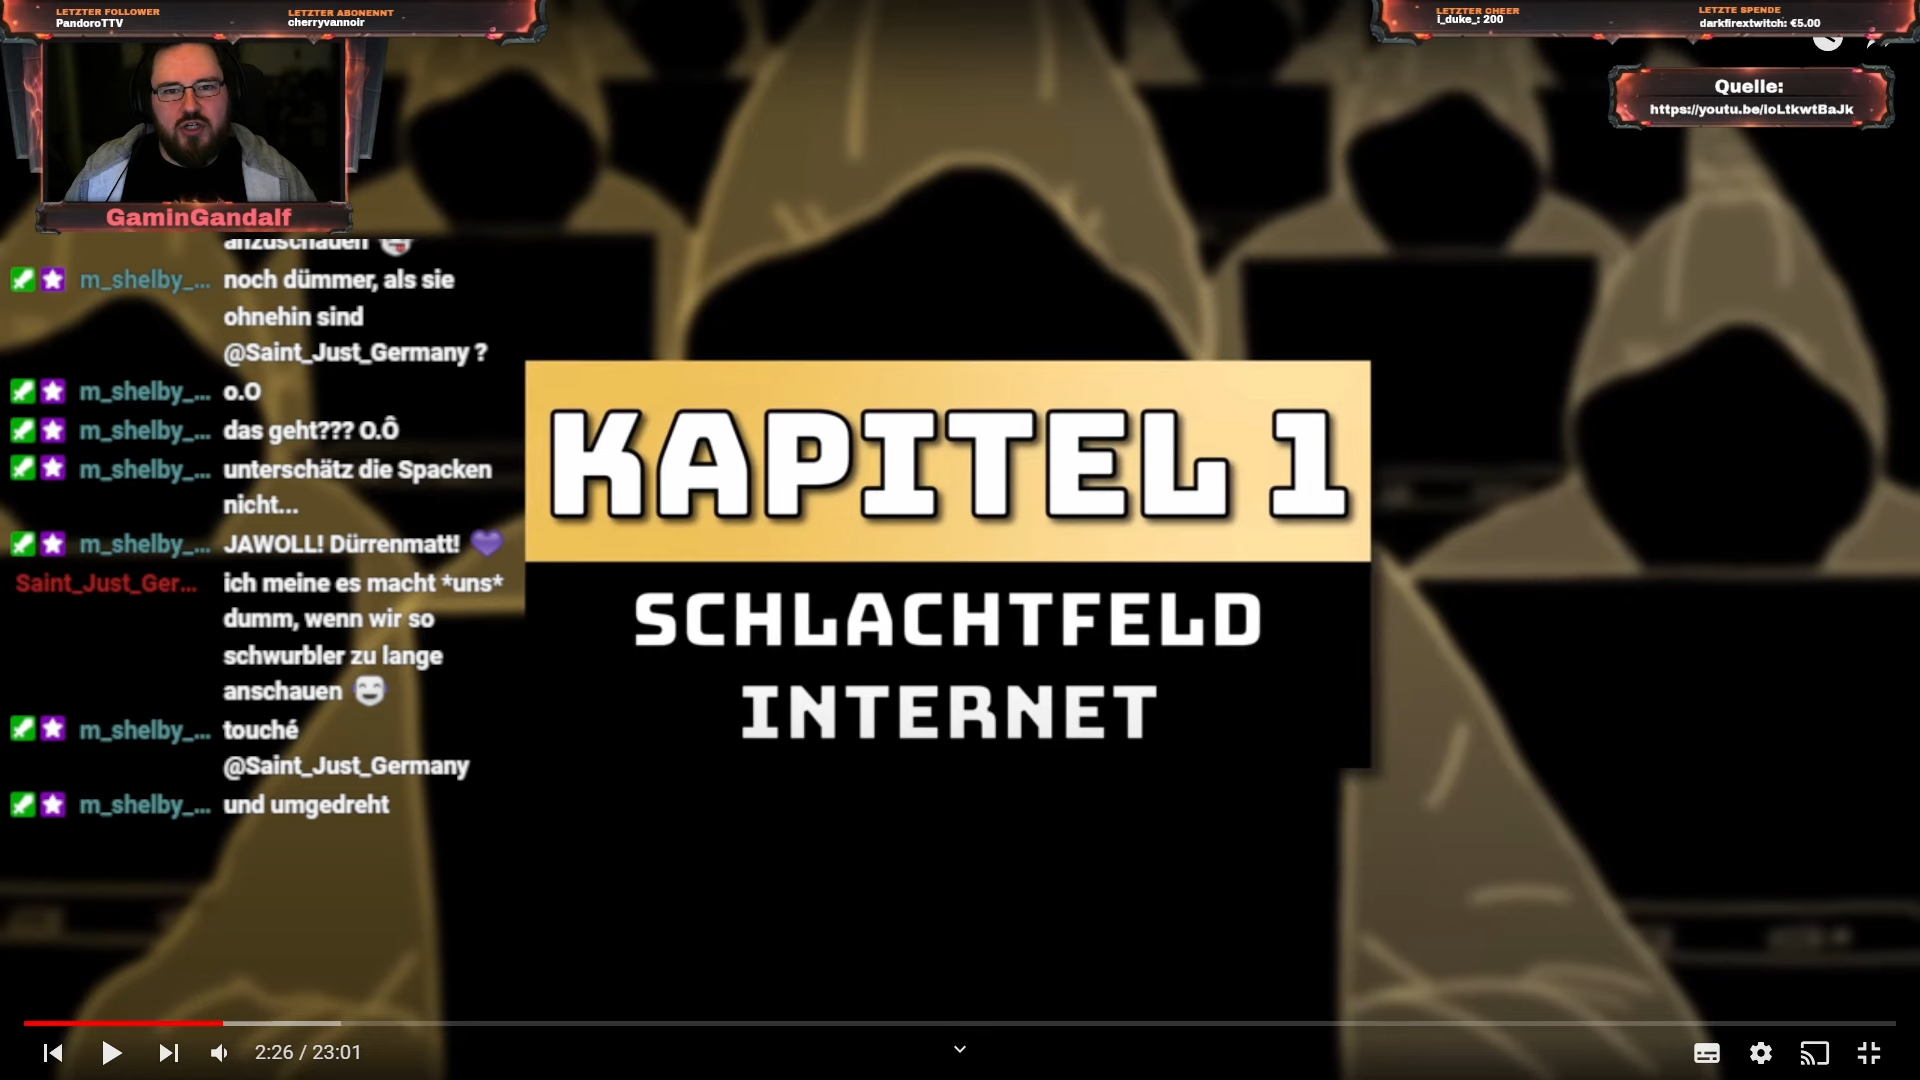 LETZTER FOLLOWER
PandoroTTV
LETZTER ABONENNT
cherryvannoir
LETZTER CHEER
i_duke_: 200
LETZTE SPENDE
darkfirextwitch: €5.00
Quelle:
https://youtu.be/IoLtkwtBaJk
GaminGandalf
anzuschauen
m_shelby_... noch dümmer, als sie
ohnehin sind
@Saint_Just_Germany ?
m_shelby_... o.O
m_shelby_... das geht??? O.Ô
m_shelby_... unterschätz die Spacken
nicht...
m_shelby_... JAWOLL! Dürrenmatt!
Saint_Just_Ger... ich meine es macht *uns*
dumm, wenn wir so
schwurbler zu lange
anschauen
m_shelby_... touché
@Saint_Just_Germany
m_shelby_... und umgedreht
KAPITEL 1
SCHLACHTFELD
INTERNET
2:26 / 23:01